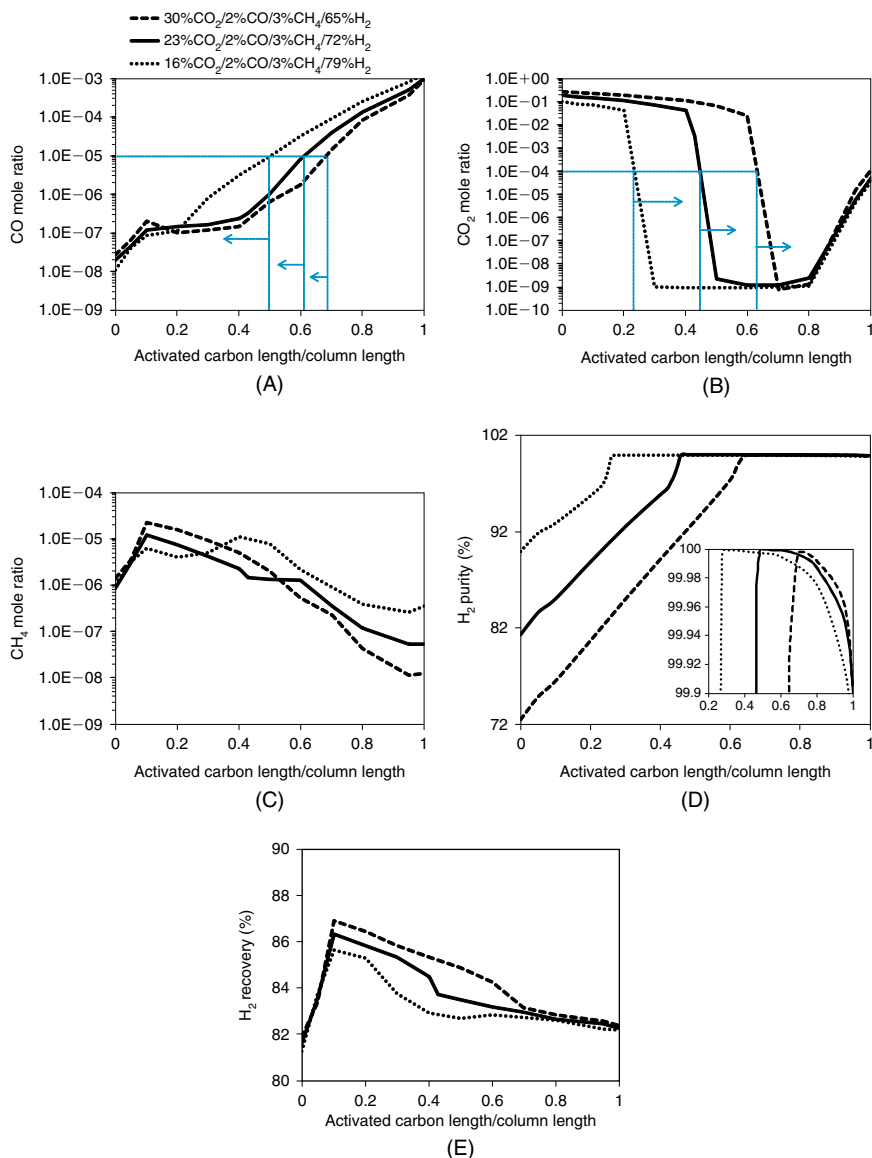 30%CO₂/2%CO/3%CH₄/65%H₂
23%CO₂/2%CO/3%CH₄/72%H₂
16%CO₂/2%CO/3%CH₄/79%H₂
1.0E−03
1.0E−04
1.0E−05
1.0E−06
1.0E−07
1.0E−08
1.0E−09
CO mole ratio
0 0.2 0.4 0.6 0.8 1
Activated carbon length/column length
(A)
1.0E+00
1.0E−01
1.0E−02
1.0E−03
1.0E−04
1.0E−05
1.0E−06
1.0E−07
1.0E−08
1.0E−09
1.0E−10
CO₂ mole ratio
0 0.2 0.4 0.6 0.8 1
Activated carbon length/column length
(B)
1.0E−04
1.0E−05
1.0E−06
1.0E−07
1.0E−08
1.0E−09
CH₄ mole ratio
0 0.2 0.4 0.6 0.8 1
Activated carbon length/column length
(C)
102
92
82
72
H₂ purity (%)
100
99.98
99.96
99.94
99.92
99.9
0.2 0.4 0.6 0.8 1
0 0.2 0.4 0.6 0.8 1
Activated carbon length/column length
(D)
90
88
86
84
82
80
H₂ recovery (%)
0 0.2 0.4 0.6 0.8 1
Activated carbon length/column length
(E)